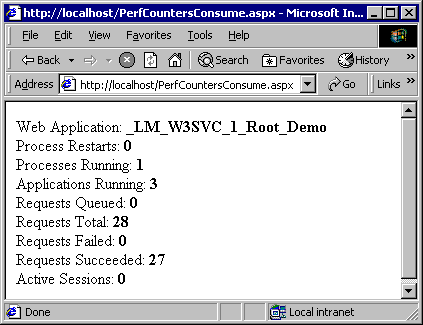 http://localhost/PerfCountersConsume.aspx - Microsoft In...
File Edit View Favorites Tools Help
Back Search Favorites History »
Address http://localhost/PerfCountersConsume.aspx Go Links »
Web Application: _LM_W3SVC_1_Root_Demo
Process Restarts: 0
Processes Running: 1
Applications Running: 3
Requests Queued: 0
Requests Total: 28
Requests Failed: 0
Requests Succeeded: 27
Active Sessions: 0
Done Local intranet